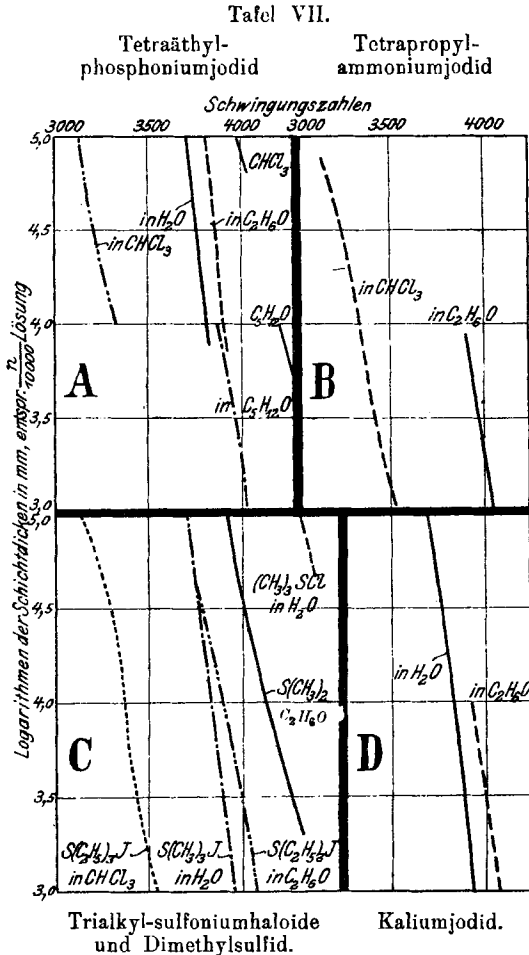 Tafel VII.
Tetraäthyl-
phosphoniumjodid
Tetrapropyl-
ammoniumjodid
Schwingungszahlen
3000 3500 4000 3000 3500 4000
5,0
4,5
4,0
3,5
3,0
Logarithmen der Schichtdicken in mm, entspr. n/10000 Lösung
CHCl3
in H2O
in C2H6O
in CHCl3
C5H12O
in C5H12O
A
in CHCl3
in C2H6O
B
5,0
4,5
4,0
3,5
3,0
(CH3)3 SCl
in H2O
S(CH3)2
C2H6O
C
S(C2H5)3J
in CHCl3
S(CH3)3J
in H2O
S(C2H5)3J
in C2H6O
in H2O
in C2H6O
D
Trialkyl-sulfoniumhaloide
und Dimethylsulfid.
Kaliumjodid.